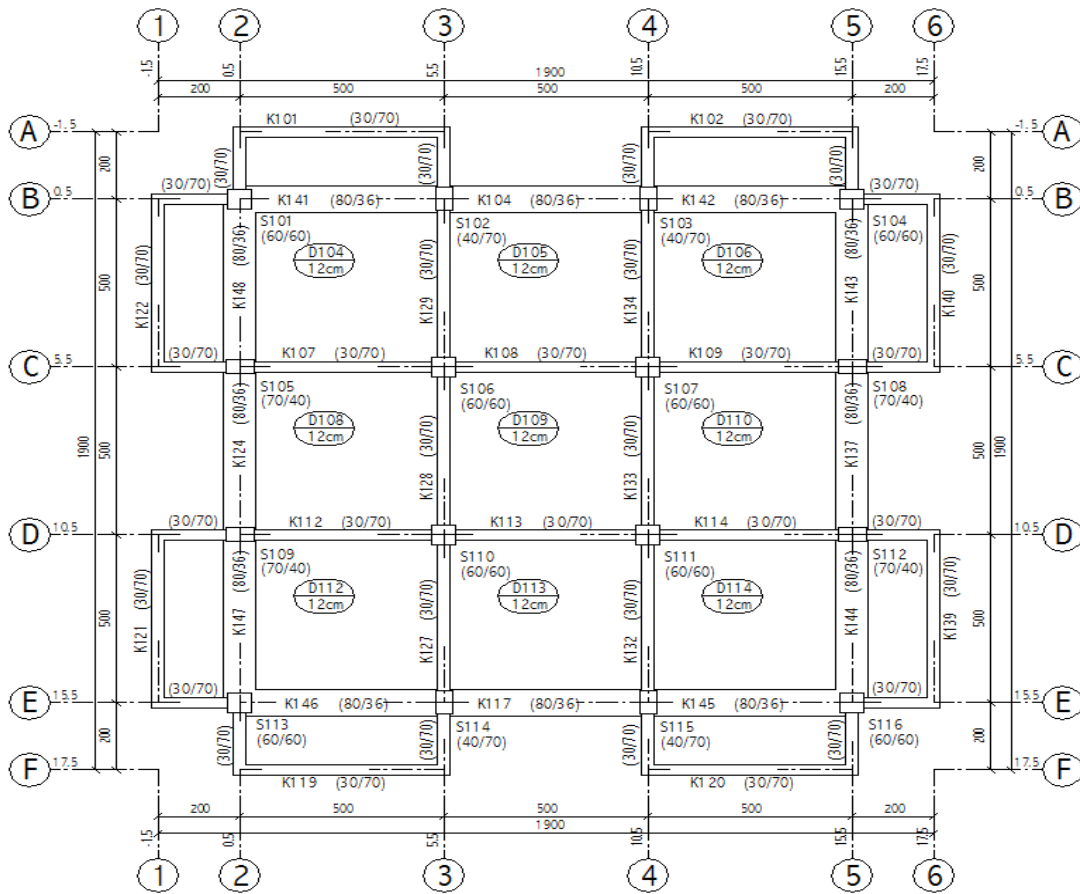 1 2 3 4 5 6
-1.5 0.5 5.5 10.5 15.5 17.5
1900
200 500 500 500 200
A -1.5 K101 (30/70) K102 (30/70) -1.5 A
200 (30/70) (30/70) (30/70) (30/70) 200
(30/70) (30/70)
B 0.5 K141 (80/36) K104 (80/36) K142 (80/36) 0.5 B
S101 S102 S103 S104
(60/60) (40/70) (40/70) (60/60)
D104 D105 D106
12cm 12cm 12cm
500 K122 (30/70) K148 (80/36) K129 (30/70) K134 (30/70) K143 (80/36) K140 (30/70) 500
(30/70) K107 (30/70) K108 (30/70) K109 (30/70) (30/70)
C 5.5 5.5 C
S105 S106 S107 S108
(70/40) (60/60) (60/60) (70/40)
D108 D109 D110
12cm 12cm 12cm
1900 500 K124 (80/36) K128 (30/70) K133 (30/70) K137 (80/36) 500 1900
(30/70) K112 (30/70) K113 (30/70) K114 (30/70) (30/70)
D 10.5 10.5 D
S109 S110 S111 S112
(70/40) (60/60) (60/60) (70/40)
D112 D113 D114
12cm 12cm 12cm
500 K121 (30/70) K147 (80/36) K127 (30/70) K132 (30/70) K144 (80/36) K139 (30/70) 500
(30/70) (30/70)
E 15.5 K146 (80/36) K117 (80/36) K145 (80/36) 15.5 E
S113 S114 S115 S116
(60/60) (40/70) (40/70) (60/60)
200 (30/70) (30/70) (30/70) (30/70) 200
F 17.5 K119 (30/70) K120 (30/70) 17.5 F
200 500 500 500 200
1900
-1.5 0.5 5.5 10.5 15.5 17.5
1 2 3 4 5 6